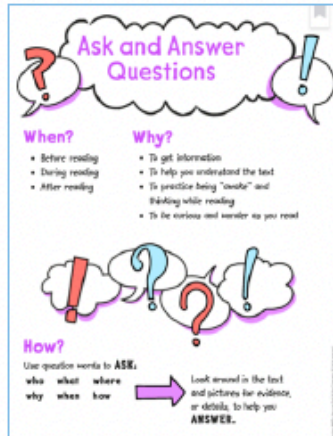 Ask and Answer
Questions
When?
• Before reading
• During reading
• After reading
Why?
• To get information
• To help you understand the text
• To practice being "awake" and
thinking while reading
• To be curious and wonder as you read
How?
Use question words to ASK:
who what where
why when how
Look around in the text
and pictures for evidence,
or details, to help you
ANSWER.